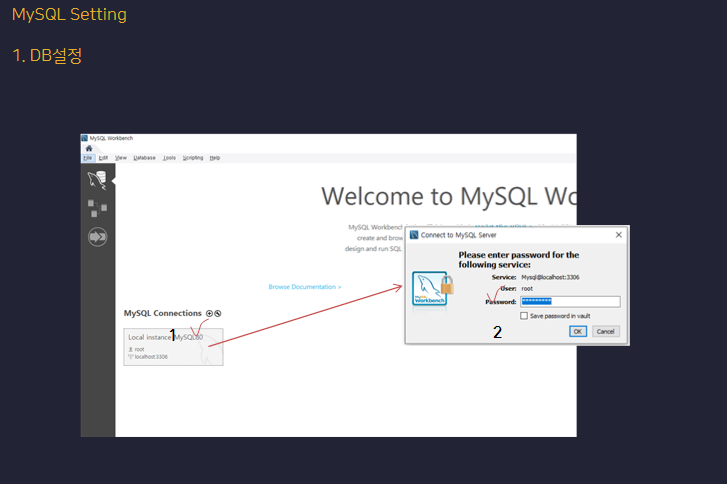 MySQL Setting
1. DB설정
MySQL Workbench
File Edit View Database Tools Scripting Help
Welcome to MySQL Wo
MySQL Workbench
create and brow
design and run SQL
Browse Documentation >
Connect to MySQL Server
Please enter password for the
following service:
Service: Mysql@localhost:3306
User: root
Password: *********
Save password in vault
OK Cancel
2
MySQL Connections
Local instance MySQL80
1
root
localhost:3306
MySQL
Workbench